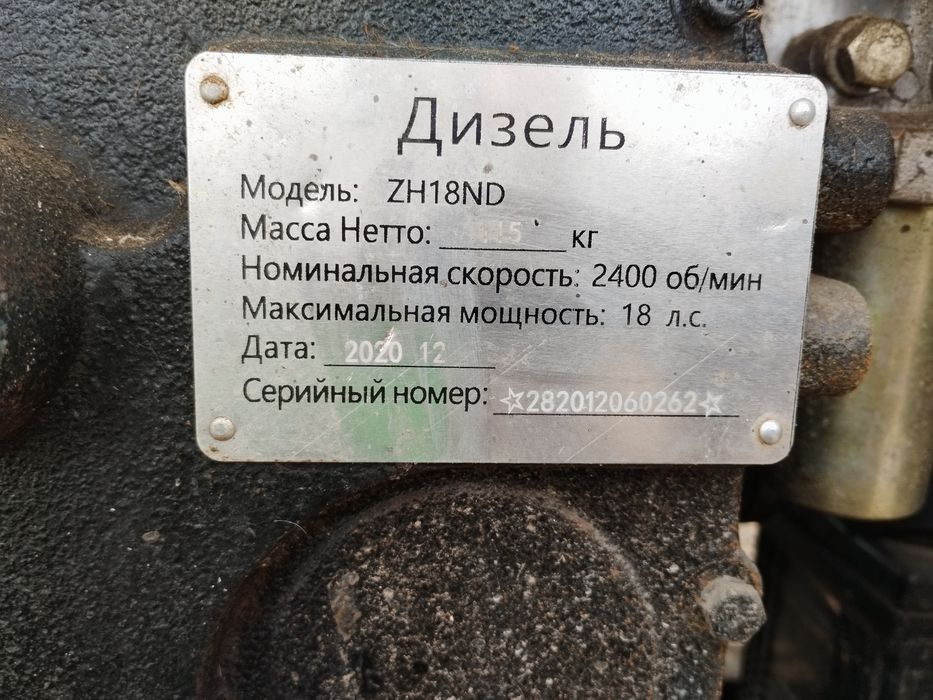 Дизель
Модель: ZH18ND
Масса Нетто: кг
Номинальная скорость: 2400 об/мин
Максимальная мощность: 18 л.с.
Дата: 2020 12
Серийный номер: ☆282012060262☆